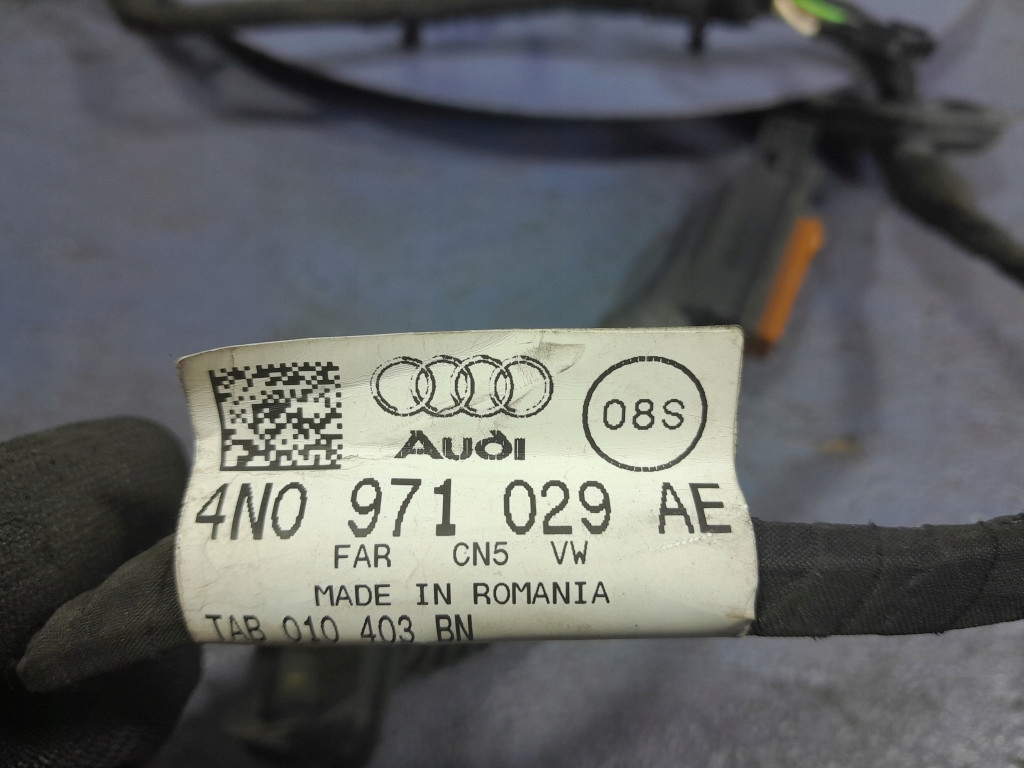 Audi
08S
4N0 971 029 AE
FAR CN5 VW
MADE IN ROMANIA
TAB 010 403 BN